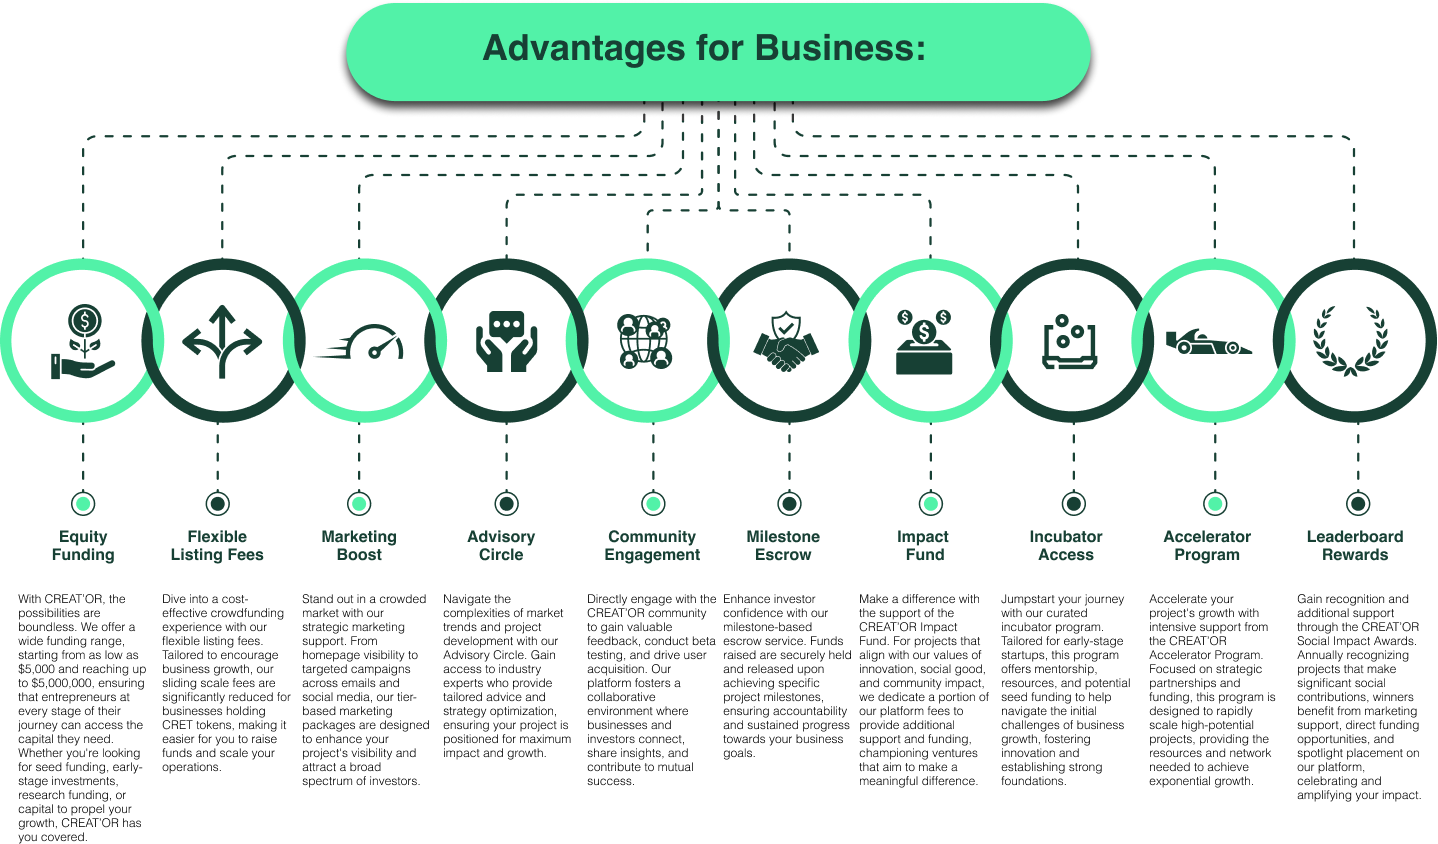 Advantages for Business:
Equity
Funding
With CREAT'OR, the
possibilities are
boundless. We offer a
wide funding range,
starting from as low as
$5,000 and reaching up
to $5,000,000, ensuring
that entrepreneurs at
every stage of their
journey can access the
capital they need.
Whether you're looking
for seed funding, early-
stage investments,
research funding, or
capital to propel your
growth, CREAT'OR has
you covered.
Flexible
Listing Fees
Dive into a cost-
effective crowdfunding
experience with our
flexible listing fees.
Tailored to encourage
business growth, our
sliding scale fees are
significantly reduced for
businesses holding
CRET tokens, making it
easier for you to raise
funds and scale your
operations.
Marketing
Boost
Stand out in a crowded
market with our
strategic marketing
support. From
homepage visibility to
targeted campaigns
across emails and
social media, our tier-
based marketing
packages are designed
to enhance your
project's visibility and
attract a broad
spectrum of investors.
Advisory
Circle
Navigate the
complexities of market
trends and project
development with our
Advisory Circle. Gain
access to industry
experts who provide
tailored advice and
strategy optimization,
ensuring your project is
positioned for maximum
impact and growth.
Community
Engagement
Directly engage with the
CREAT'OR community
to gain valuable
feedback, conduct beta
testing, and drive user
acquisition. Our
platform fosters a
collaborative
environment where
businesses and
investors connect,
share insights, and
contribute to mutual
success.
Milestone
Escrow
Enhance investor
confidence with our
milestone-based
escrow service. Funds
raised are securely held
and released upon
achieving specific
project milestones,
ensuring accountability
and sustained progress
towards your business
goals.
Impact
Fund
Make a difference with
the support of the
CREAT'OR Impact
Fund. For projects that
align with our values of
innovation, social good,
and community impact,
we dedicate a portion of
our platform fees to
provide additional
support and funding,
championing ventures
that aim to make a
meaningful difference.
Incubator
Access
Jumpstart your journey
with our curated
incubator program.
Tailored for early-stage
startups, this program
offers mentorship,
resources, and potential
seed funding to help
navigate the initial
challenges of business
growth, fostering
innovation and
establishing strong
foundations.
Accelerator
Program
Accelerate your
project's growth with
intensive support from
the CREAT'OR
Accelerator Program.
Focused on strategic
partnerships and
funding, this program is
designed to rapidly
scale high-potential
projects, providing the
resources and network
needed to achieve
exponential growth.
Leaderboard
Rewards
Gain recognition and
additional support
through the CREAT'OR
Social Impact Awards.
Annually recognizing
projects that make
significant social
contributions, winners
benefit from marketing
support, direct funding
opportunities, and
spotlight placement on
our platform,
celebrating and
amplifying your impact.